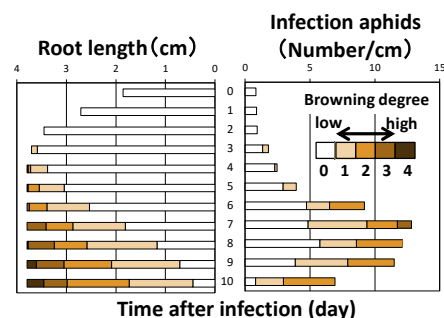 Root length（cm）
Infection aphids
（Number/cm）
4 3 2 1 0
0 5 10 15
Browning degree
low high
0 1 2 3 4
0
1
2
3
4
5
6
7
8
9
10
Time after infection (day)